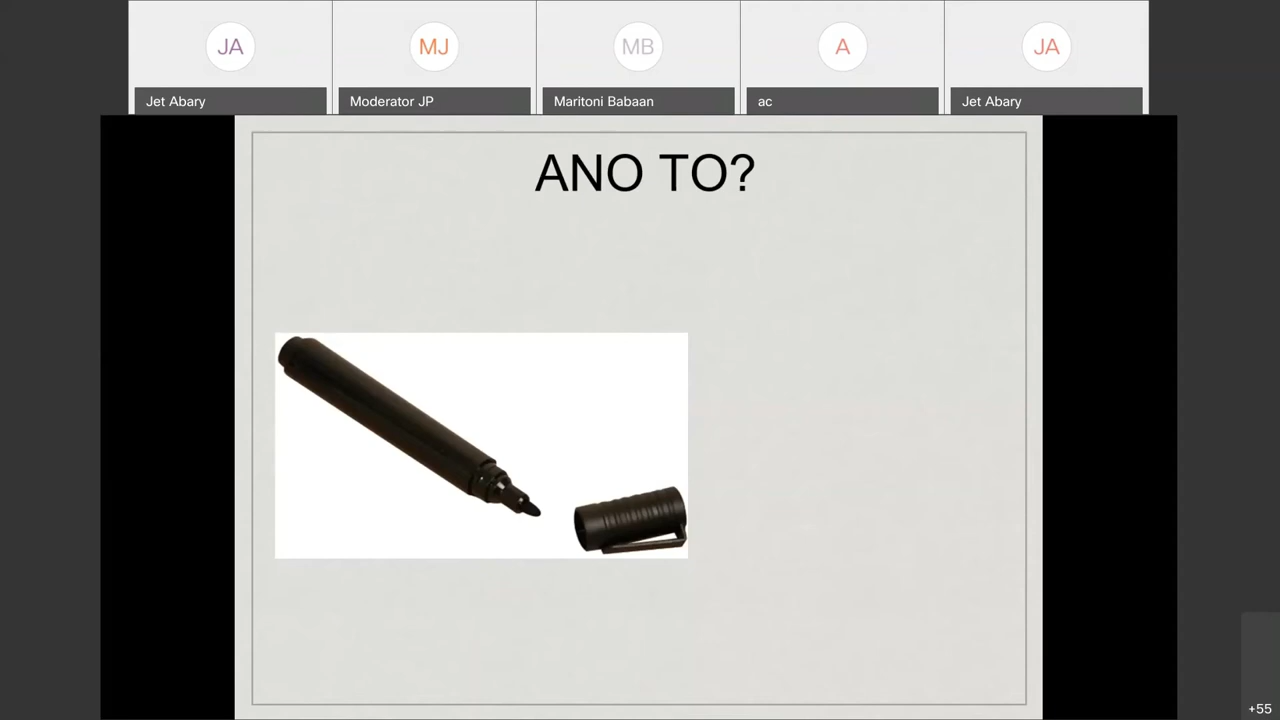 JA
MJ
MB
A
JA
Jet Abary
Moderator JP
Maritoni Babaan
ac
Jet Abary
ANO TO?
+55